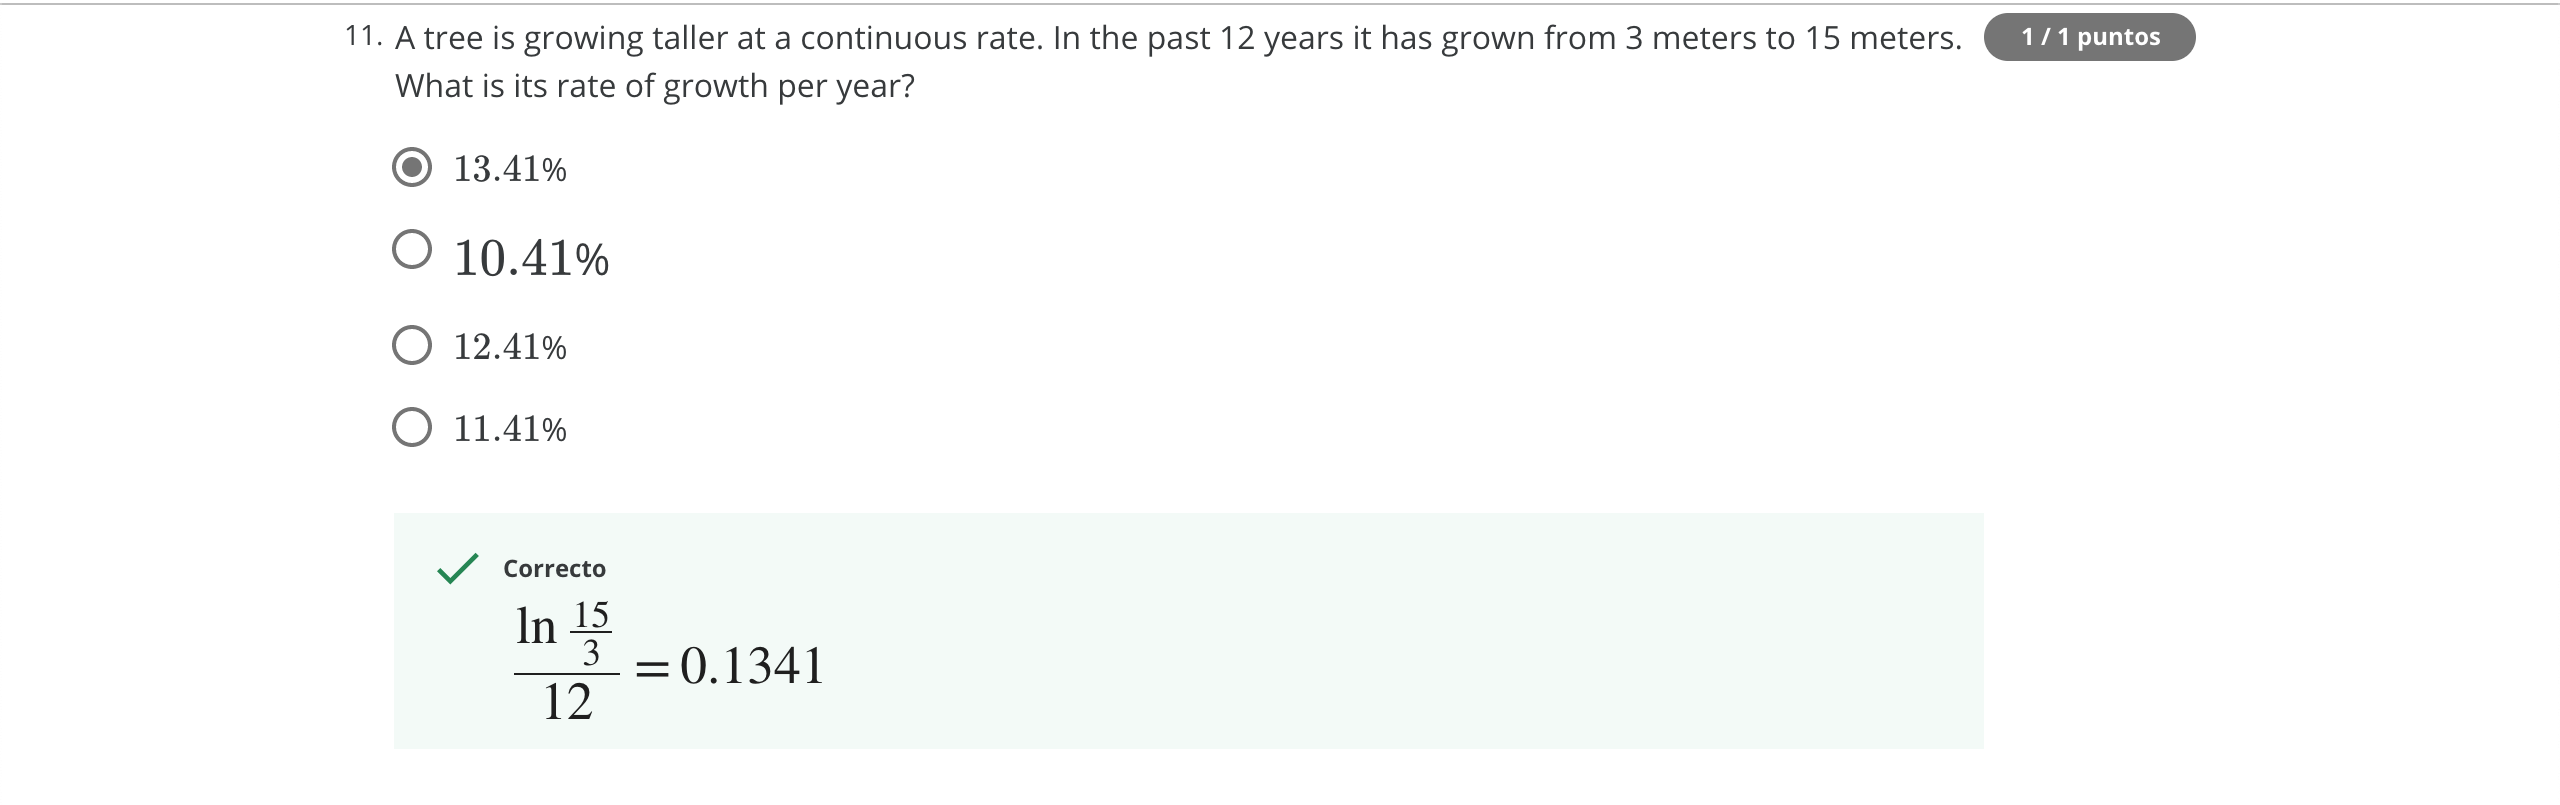 11. A tree is growing taller at a continuous rate. In the past 12 years it has grown from 3 meters to 15 meters. 1 / 1 puntos
What is its rate of growth per year?
13.41%
10.41%
12.41%
11.41%
Correcto
ln 15/3
12
= 0.1341